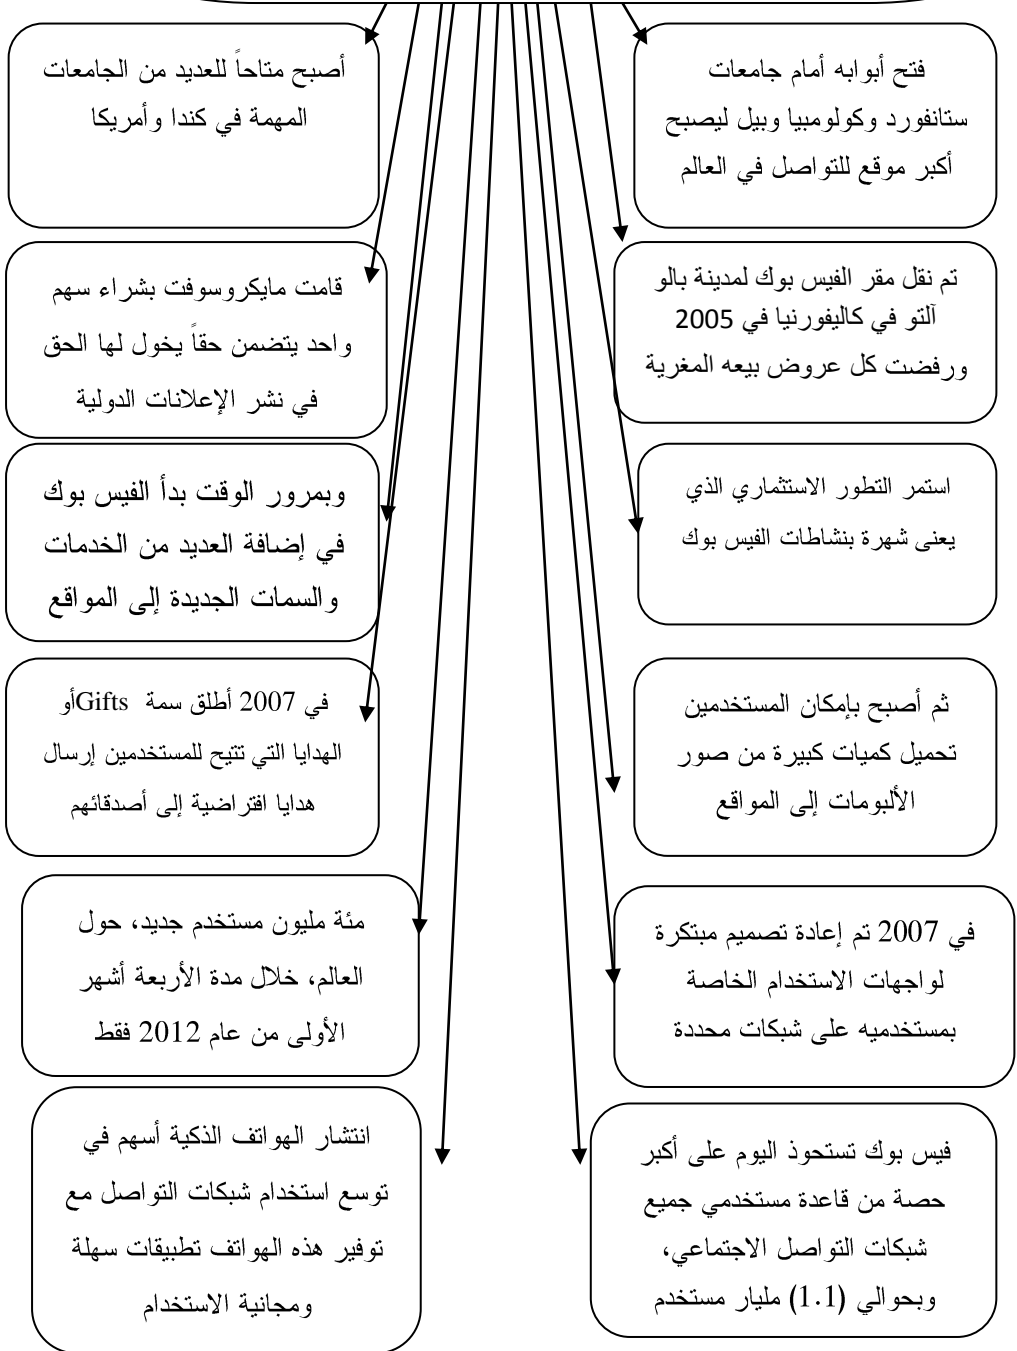 فتح أبوابه أمام جامعات
ستانفورد وكولومبيا وبيل ليصبح
أكبر موقع للتواصل في العالم
أصبح متاحاً للعديد من الجامعات
المهمة في كندا وأمريكا
تم نقل مقر الفيس بوك لمدينة بالو
آلتو في كاليفورنيا في 2005
ورفضت كل عروض بيعه المغرية
قامت مايكروسوفت بشراء سهم
واحد يتضمن حقاً يخول لها الحق
في نشر الإعلانات الدولية
استمر التطور الاستثماري الذي
يعنى شهرة بنشاطات الفيس بوك
وبمرور الوقت بدأ الفيس بوك
في إضافة العديد من الخدمات
والسمات الجديدة إلى المواقع
ثم أصبح بإمكان المستخدمين
تحميل كميات كبيرة من صور
الألبومات إلى المواقع
في 2007 أطلق سمة Giftsأو
الهدايا التي تتيح للمستخدمين إرسال
هدايا افتراضية إلى أصدقائهم
في 2007 تم إعادة تصميم مبتكرة
لواجهات الاستخدام الخاصة
بمستخدميه على شبكات محددة
مئة مليون مستخدم جديد، حول
العالم، خلال مدة الأربعة أشهر
الأولى من عام 2012 فقط
فيس بوك تستحوذ اليوم على أكبر
حصة من قاعدة مستخدمي جميع
شبكات التواصل الاجتماعي،
وبحوالي (1.1) مليار مستخدم
انتشار الهواتف الذكية أسهم في
توسع استخدام شبكات التواصل مع
توفير هذه الهواتف تطبيقات سهلة
ومجانية الاستخدام